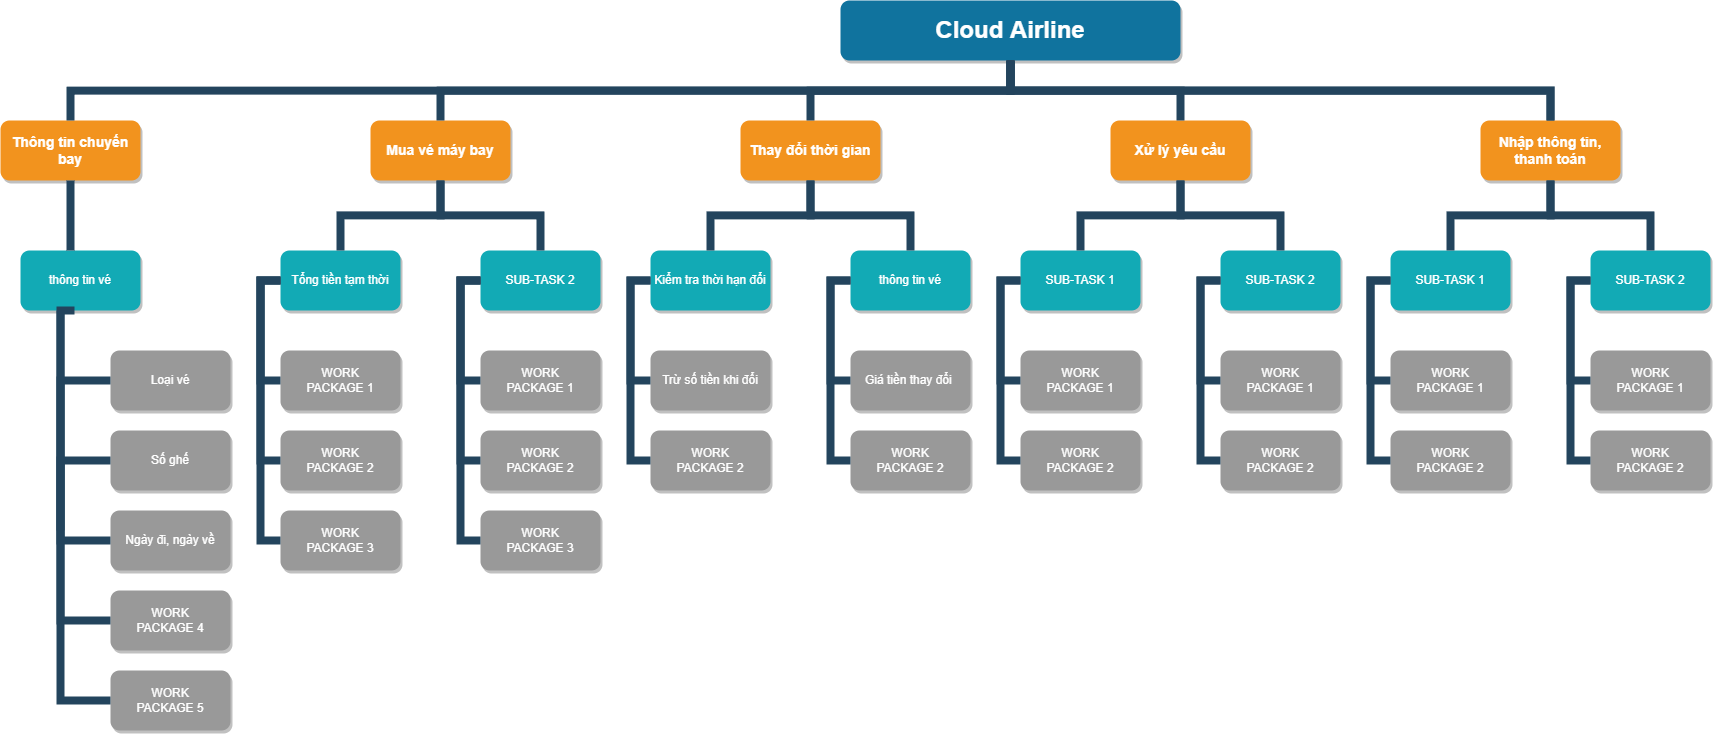 Cloud Airline
Thông tin chuyến
bay
Mua vé máy bay
Thay đổi thời gian
Xử lý yêu cầu
Nhập thông tin,
thanh toán
thông tin vé
Tổng tiền tạm thời
SUB-TASK 2
Kiểm tra thời hạn đổi
thông tin vé
SUB-TASK 1
SUB-TASK 2
SUB-TASK 1
SUB-TASK 2
Loại vé
WORK
PACKAGE 1
WORK
PACKAGE 1
Trừ số tiền khi đổi
Giá tiền thay đổi
WORK
PACKAGE 1
WORK
PACKAGE 1
WORK
PACKAGE 1
WORK
PACKAGE 1
Số ghế
WORK
PACKAGE 2
WORK
PACKAGE 2
WORK
PACKAGE 2
WORK
PACKAGE 2
WORK
PACKAGE 2
WORK
PACKAGE 2
WORK
PACKAGE 2
WORK
PACKAGE 2
Ngày đi, ngày về
WORK
PACKAGE 3
WORK
PACKAGE 3
WORK
PACKAGE 4
WORK
PACKAGE 5